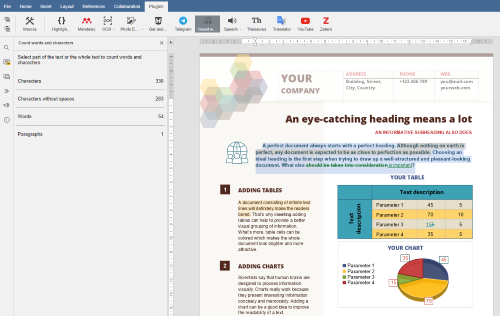 File Home Insert Layout References Collaboration Plugins
Macros Highligh... Mendeley OCR Photo E... Get and ... Telegram Count w... Speech Thesaurus Translator YouTube Zotero
Count words and characters
Select part of the text or the whole text to count words and
characters
Characters 336
Characters without spaces 283
Words 54
Paragraphs 1
YOUR
COMPANY
ADDRESS
Building, Street,
City, Country
PHONE
+123 456 789
WEB
you@mail.com
yourweb.com
An eye-catching heading means a lot
AN INFORMATIVE SUBHEADING ALSO DOES
A perfect document always starts with a perfect heading. Although nothing on earth is
perfect, any document is expected to be as close to perfection as possible. Choosing an
ideal heading is the first step when trying to draw up a well-structured and pleasant-looking
document. What else should be taken into consideration is important?
1 ADDING TABLES
A document consisting of infinite text
lines will definitely make the readers
bored. That's why inserting adding
tables can help to provide a better
visual grouping of information.
What's more, table cells can be
colored which makes the whole
document look brighter and more
attractive.
2 ADDING CHARTS
Scientists say that human brains are
designed to process information
visually. Charts really work because
they present interesting information
concisely and memorably. Adding a
chart can be a good idea to improve
the readability of a text.
YOUR TABLE
Text description
Text
description
Parameter 1 45 5
Parameter 2 70 10
Parameter 3 5
Parameter 4 35 5
YOUR CHART
Parameter 1
Parameter 2
Parameter 3
Parameter 4
35
45
15
70